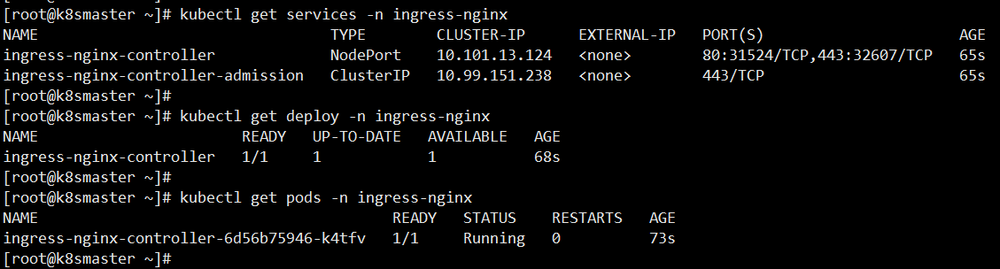 [root@k8smaster ~]# kubectl get services -n ingress-nginx
NAME                                 TYPE        CLUSTER-IP      EXTERNAL-IP   PORT(S)                      AGE
ingress-nginx-controller             NodePort    10.101.13.124   <none>        80:31524/TCP,443:32607/TCP   65s
ingress-nginx-controller-admission   ClusterIP   10.99.151.238   <none>        443/TCP                      65s
[root@k8smaster ~]#
[root@k8smaster ~]# kubectl get deploy -n ingress-nginx
NAME                       READY   UP-TO-DATE   AVAILABLE   AGE
ingress-nginx-controller   1/1     1            1           68s
[root@k8smaster ~]#
[root@k8smaster ~]# kubectl get pods -n ingress-nginx
NAME                                       READY   STATUS    RESTARTS   AGE
ingress-nginx-controller-6d56b75946-k4tfv   1/1     Running   0          73s
[root@k8smaster ~]#